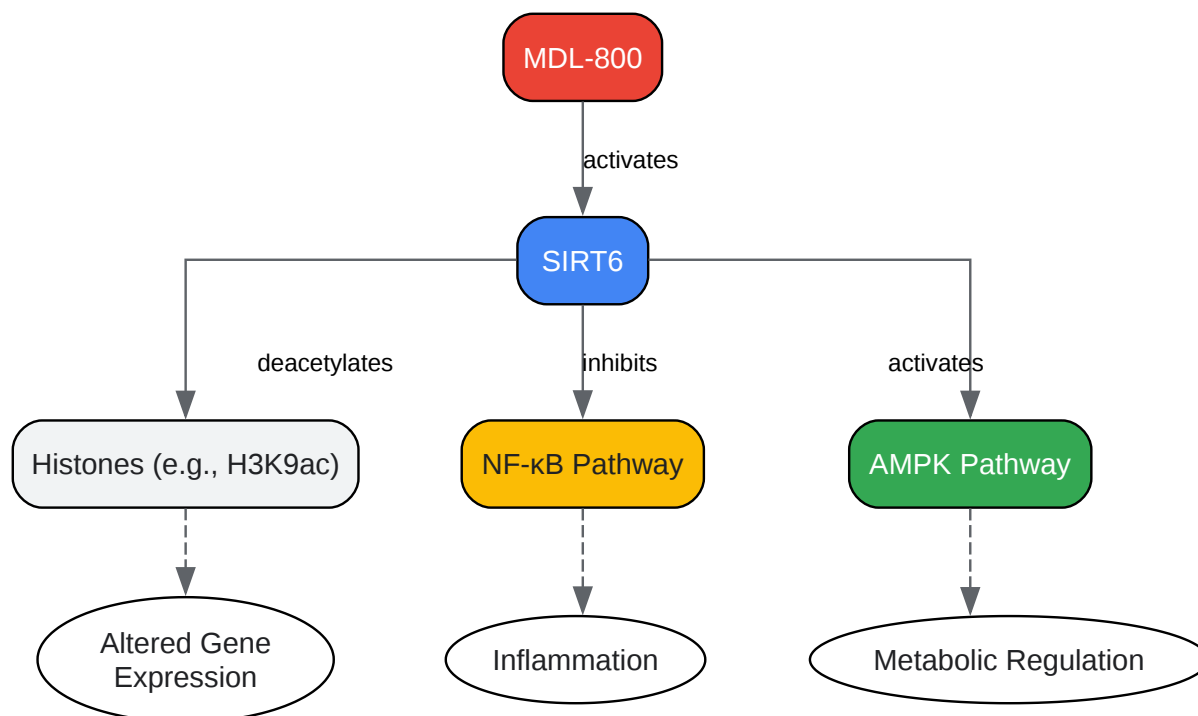 MDL-800
activates
SIRT6
deacetylates
inhibits
activates
Histones (e.g., H3K9ac)
NF-κB Pathway
AMPK Pathway
Altered Gene
Expression
Inflammation
Metabolic Regulation